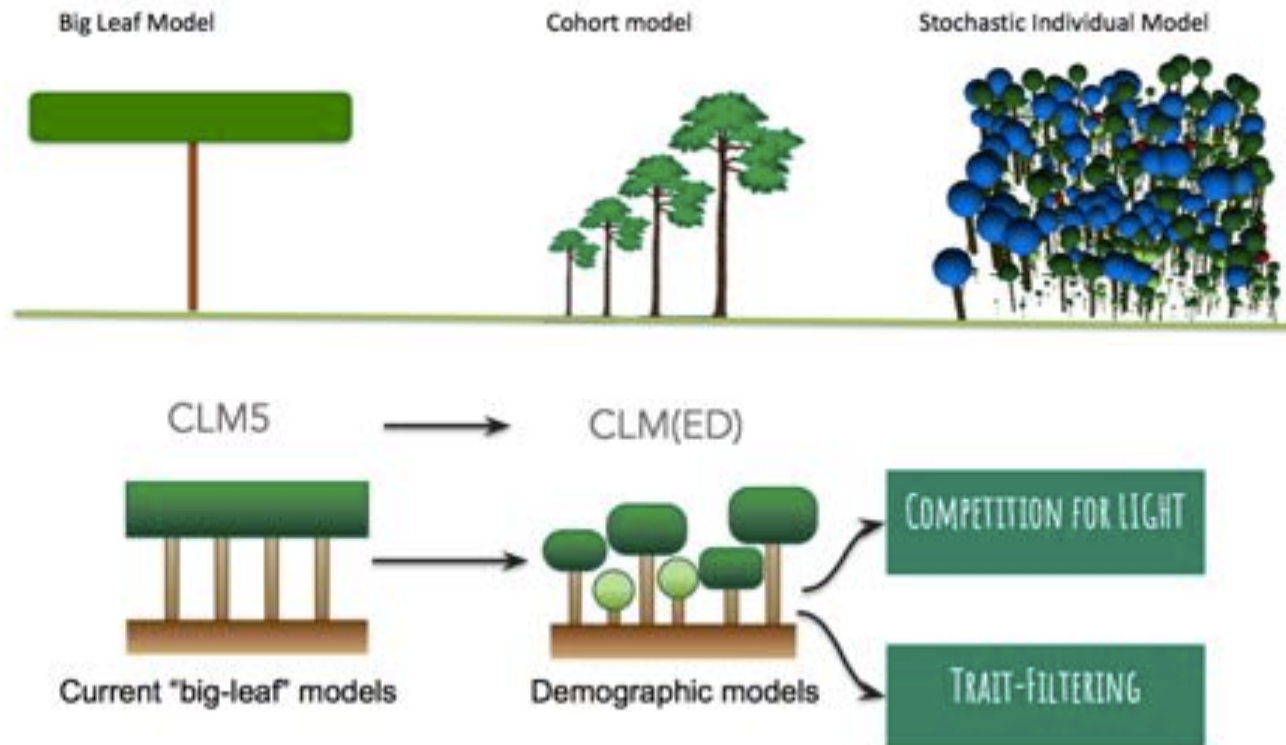 Big Leaf Model
Cohort model
Stochastic Individual Model
CLM5
CLM(ED)
COMPETITION FOR LIGHT
Current "big-leaf" models
Demographic models
TRAIT-FILTERING